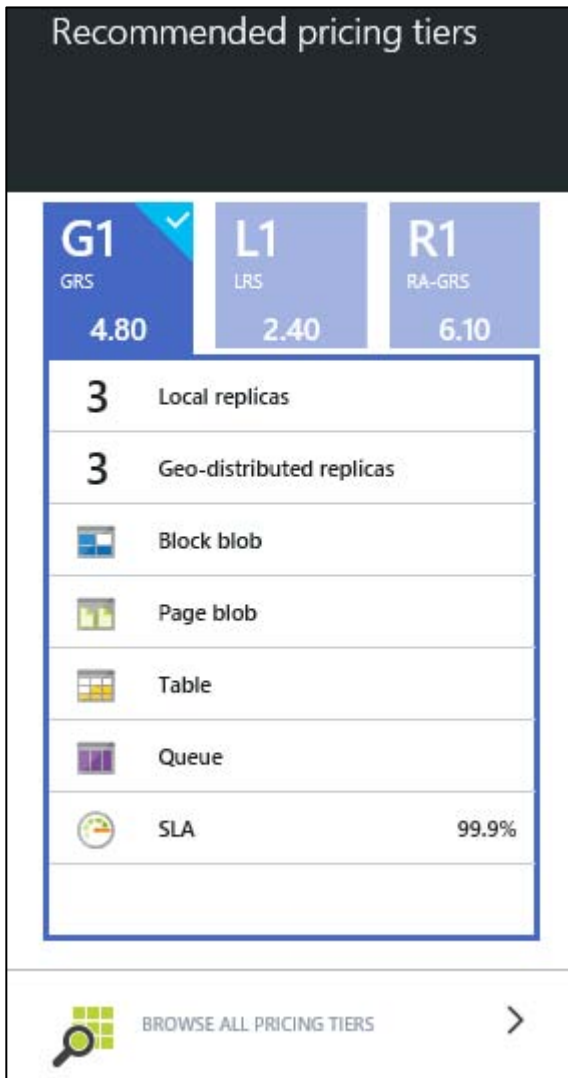 Recommended pricing tiers
G1
GRS
4.80
L1
LRS
2.40
R1
RA-GRS
6.10
3 Local replicas
3 Geo-distributed replicas
Block blob
Page blob
Table
Queue
SLA 99.9%
BROWSE ALL PRICING TIERS